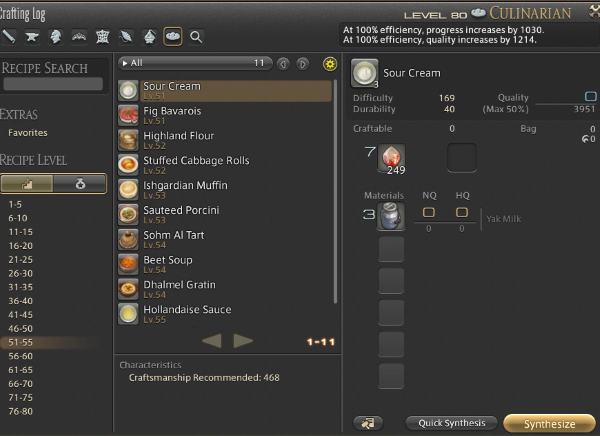 Crafting Log
LEVEL 80 CULINARIAN
At 100% efficiency, progress increases by 1030.
At 100% efficiency, quality increases by 1214.
RECIPE SEARCH
EXTRAS
Favorites
RECIPE LEVEL
1-5
6-10
11-15
16-20
21-25
26-30
31-35
36-40
41-45
46-50
51-55
56-60
61-65
66-70
71-75
76-80
All 11
Sour Cream
Lv.51
Fig Bavarois
Lv.51
Highland Flour
Lv.52
Stuffed Cabbage Rolls
Lv.52
Ishgardian Muffin
Lv.53
Sauteed Porcini
Lv.53
Sohm Al Tart
Lv.54
Beet Soup
Lv.54
Dhalmel Gratin
Lv.54
Hollandaise Sauce
Lv.55
1-11
Characteristics
Craftsmanship Recommended: 468
3
Sour Cream
Difficulty 169 Quality
Durability 40 (Max 50%) 3951
Craftable 0 Bag 0
0
7 249
Materials NQ HQ
3 0 0 Yak Milk
Quick Synthesis
Synthesize